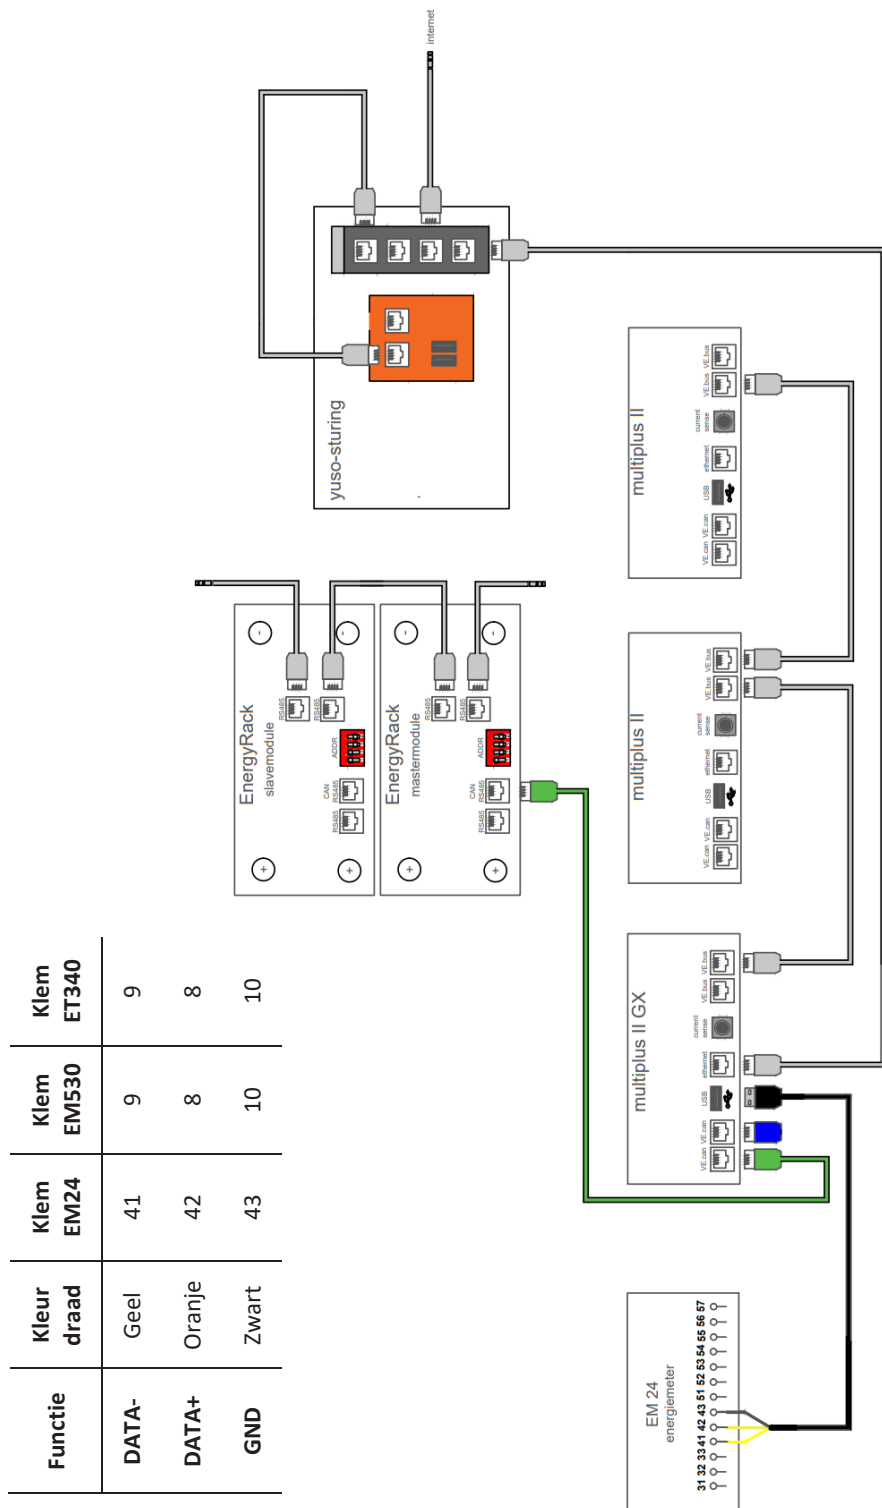 Functie Kleur draad Klem EM24 Klem EM530 Klem ET340
DATA- Geel 41 9 9
DATA+ Oranje 42 8 8
GND Zwart 43 10 10
internet
yuso-sturing
EnergyRack
slavemodule
RS485
RS485
ADDR
CAN
RS485
RS485
EnergyRack
mastermodule
RS485
RS485
ADDR
CAN
RS485
RS485
EM 24
energiemeter
31 32 33 41 42 43 51 52 53 54 55 56 57
multiplus II GX
VE.can
VE.can
USB
ethernet
current
sense
VE.bus
VE.bus
multiplus II
VE.can
VE.can
USB
ethernet
current
sense
VE.bus
VE.bus
multiplus II
VE.can
VE.can
USB
ethernet
current
sense
VE.bus
VE.bus